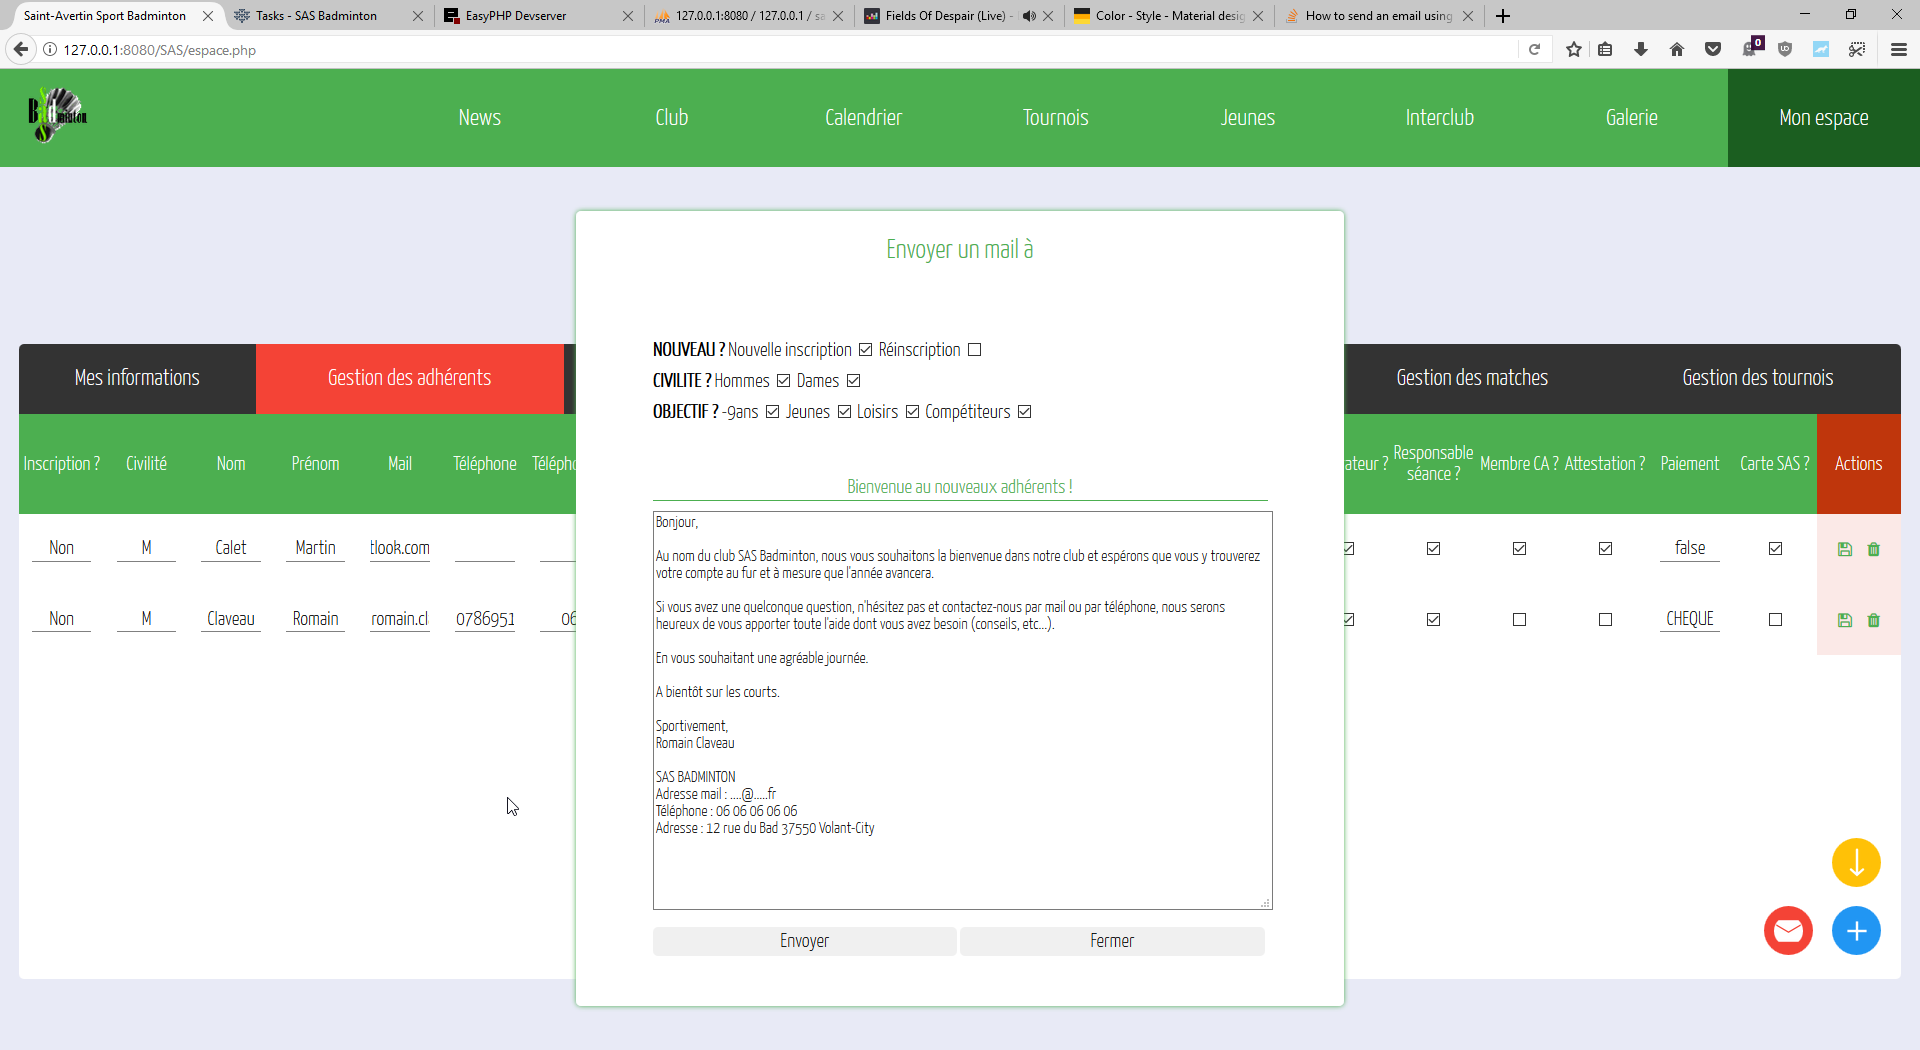 Saint-Avertin Sport Badminton
Tasks - SAS Badminton
EasyPHP Devserver
127.0.0.1:8080 / 127.0.0.1 / sa
Fields Of Despair (Live) -
Color - Style - Material desig
How to send an email using
127.0.0.1:8080/SAS/espace.php
0
News
Club
Calendrier
Tournois
Jeunes
Interclub
Galerie
Mon espace
Envoyer un mail à
NOUVEAU ? Nouvelle inscription Réinscription
CIVILITE ? Hommes Dames
OBJECTIF ? -9ans Jeunes Loisirs Compétiteurs
Mes informations
Gestion des adhérents
Gestion des matches
Gestion des tournois
Inscription ?
Civilité
Nom
Prénom
Mail
Téléphone
Télépho
ateur ?
Responsable
séance ?
Membre CA ?
Attestation ?
Paiement
Carte SAS ?
Actions
Non
M
Calet
Martin
tlook.com
false
Non
M
Claveau
Romain
romain.cl
0786951
06
CHEQUE
Bienvenue au nouveaux adhérents !
Bonjour,
Au nom du club SAS Badminton, nous vous souhaitons la bienvenue dans notre club et espérons que vous y trouverez
votre compte au fur et à mesure que l'année avancera.
Si vous avez une quelconque question, n'hésitez pas et contactez-nous par mail ou par téléphone, nous serons
heureux de vous apporter toute l'aide dont vous avez besoin (conseils, etc...).
En vous souhaitant une agréable journée.
A bientôt sur les courts.
Sportivement,
Romain Claveau
SAS BADMINTON
Adresse mail : ....@.....fr
Téléphone : 06 06 06 06 06
Adresse : 12 rue du Bad 37550 Volant-City
Envoyer
Fermer